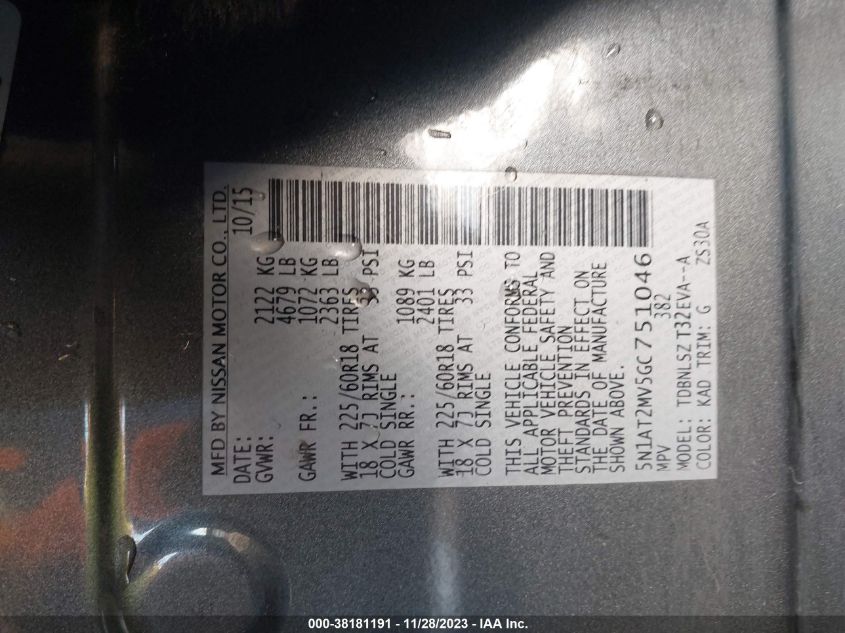 MFD BY NISSAN MOTOR CO., LTD.
DATE: 10/15
GVWR: 2122 KG
4679 LB
GAWR FR.: 1072 KG
2363 LB
WITH 225/60R18 TIRES
18 X 7J RIMS AT 33 PSI
COLD SINGLE
GAWR RR.: 1089 KG
2401 LB
WITH 225/60R18 TIRES
18 X 7J RIMS AT 33 PSI
COLD SINGLE
THIS VEHICLE CONFORMS TO
ALL APPLICABLE FEDERAL
MOTOR VEHICLE SAFETY AND
THEFT PREVENTION
STANDARDS IN EFFECT ON
THE DATE OF MANUFACTURE
SHOWN ABOVE.
5N1AT2MV5GC751046
MPV 382
MODEL: TDBNLSZ T32EVA--A
COLOR: KAD TRIM: G ZS30A
000-38181191 - 11/28/2023 - IAA Inc.